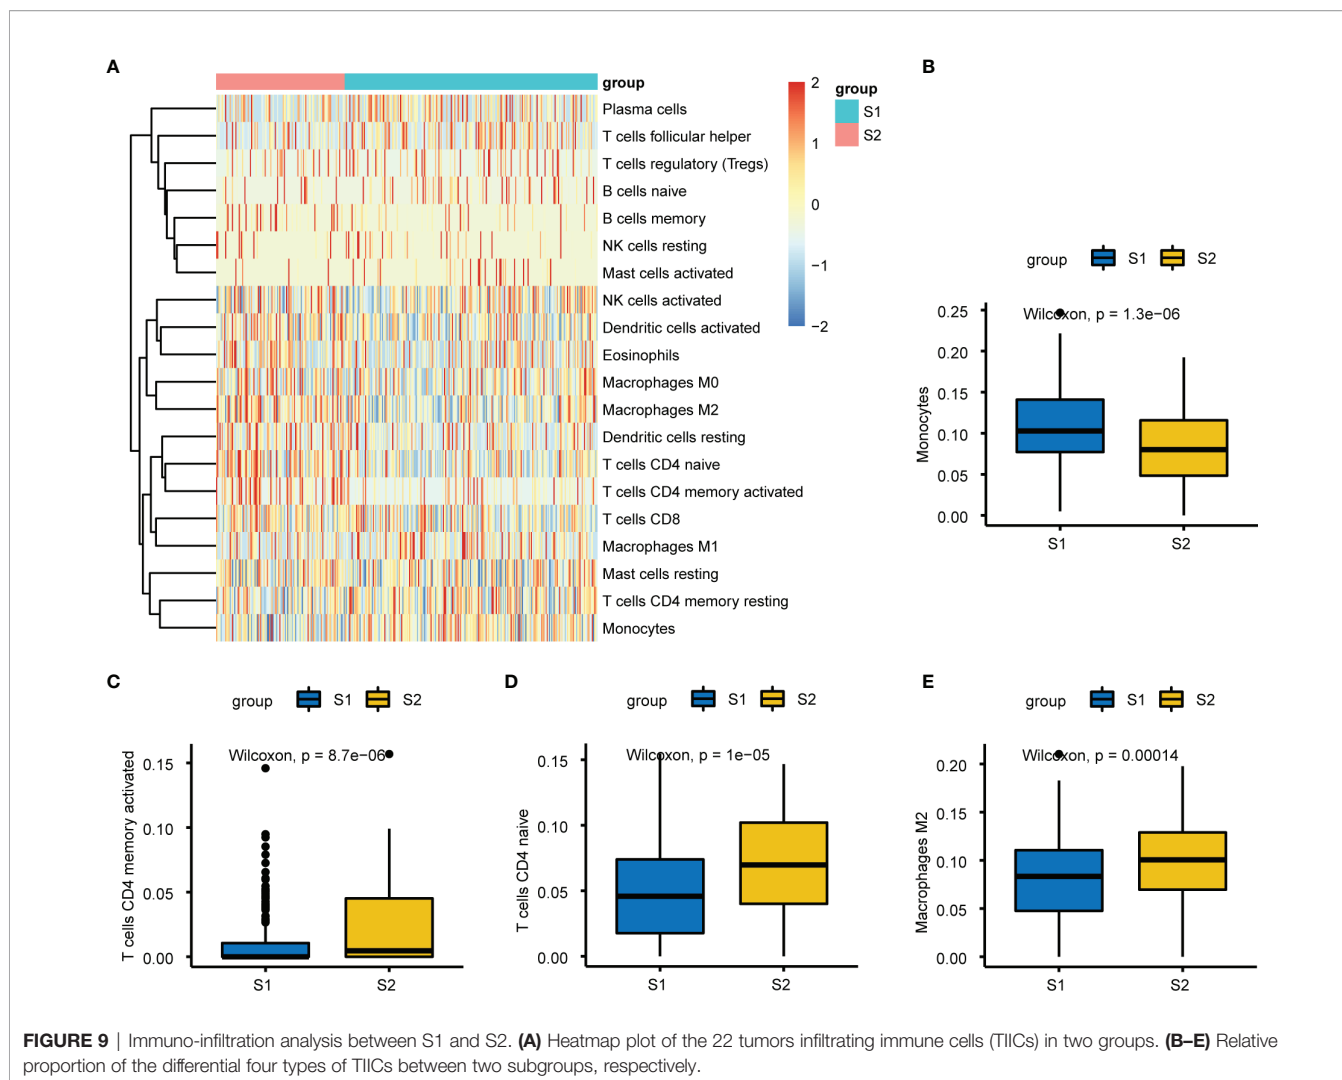 A
group
Plasma cells
T cells follicular helper
T cells regulatory (Tregs)
B cells naive
B cells memory
NK cells resting
Mast cells activated
NK cells activated
Dendritic cells activated
Eosinophils
Macrophages M0
Macrophages M2
Dendritic cells resting
T cells CD4 naive
T cells CD4 memory activated
T cells CD8
Macrophages M1
Mast cells resting
T cells CD4 memory resting
Monocytes
2
1
0
−1
−2
group
S1
S2
B
group S1 S2
Wilcoxon, p = 1.3e−06
Monocytes
0.25
0.20
0.15
0.10
0.05
0.00
S1 S2
C
group S1 S2
Wilcoxon, p = 8.7e−06
T cells CD4 memory activated
0.15
0.10
0.05
0.00
S1 S2
D
group S1 S2
Wilcoxon, p = 1e−05
T cells CD4 naive
0.15
0.10
0.05
0.00
S1 S2
E
group S1 S2
Wilcoxon, p = 0.00014
Macrophages M2
0.20
0.15
0.10
0.05
0.00
S1 S2
FIGURE 9 | Immuno-infiltration analysis between S1 and S2. (A) Heatmap plot of the 22 tumors infiltrating immune cells (TIICs) in two groups. (B–E) Relative
proportion of the differential four types of TIICs between two subgroups, respectively.